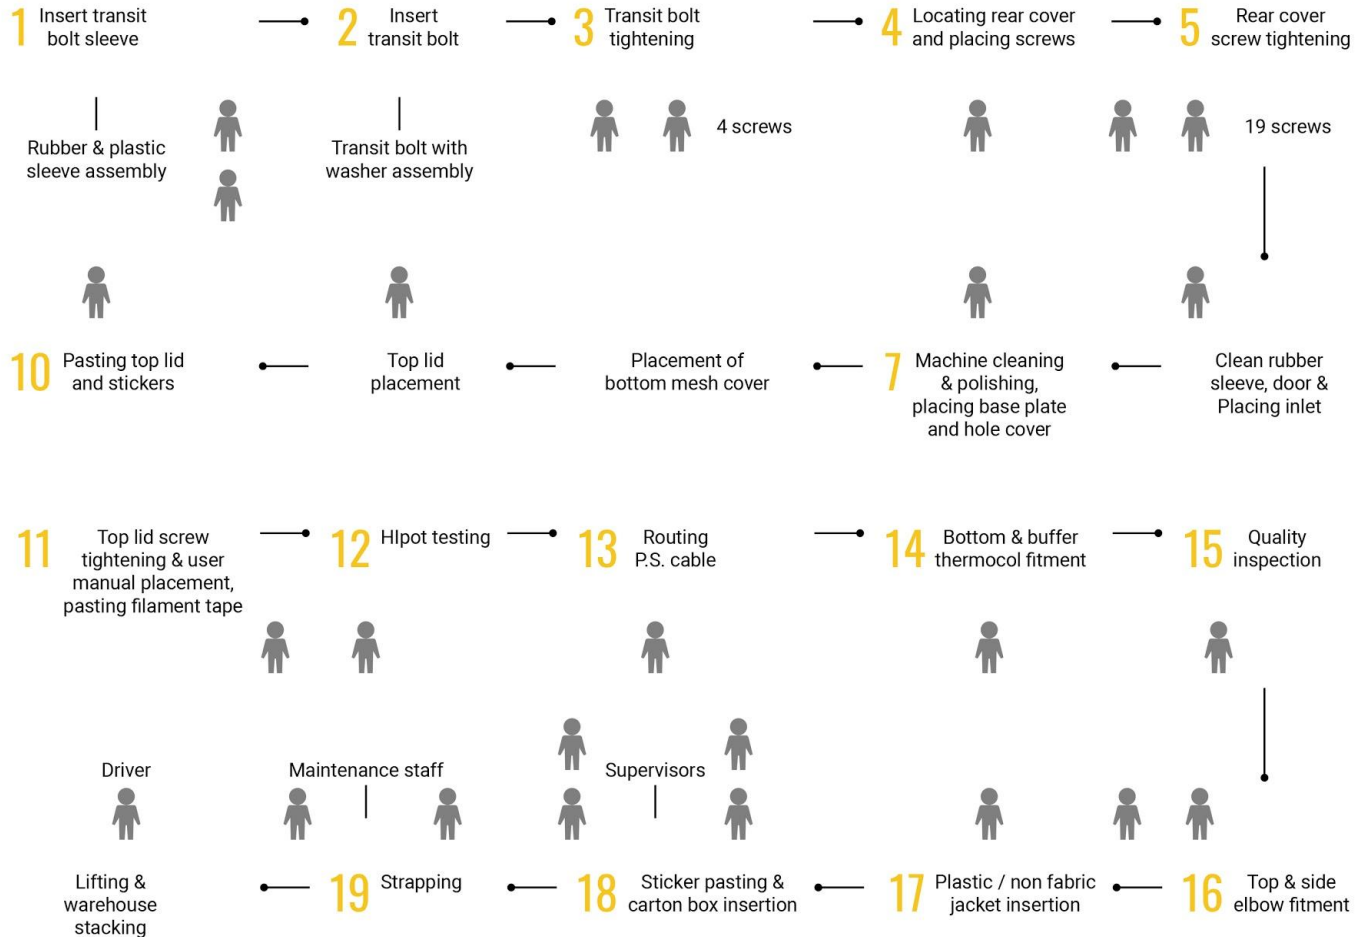 1 Insert transit
bolt sleeve
2 Insert
transit bolt
3 Transit bolt
tightening
4 Locating rear cover
and placing screws
5 Rear cover
screw tightening
Rubber & plastic
sleeve assembly
Transit bolt with
washer assembly
4 screws
19 screws
10 Pasting top lid
and stickers
Top lid
placement
Placement of
bottom mesh cover
7 Machine cleaning
& polishing,
placing base plate
and hole cover
Clean rubber
sleeve, door &
Placing inlet
11 Top lid screw
tightening & user
manual placement,
pasting filament tape
12 HIpot testing
13 Routing
P.S. cable
14 Bottom & buffer
thermocol fitment
15 Quality
inspection
Driver
Maintenance staff
Supervisors
Lifting &
warehouse
stacking
19 Strapping
18 Sticker pasting &
carton box insertion
17 Plastic / non fabric
jacket insertion
16 Top & side
elbow fitment